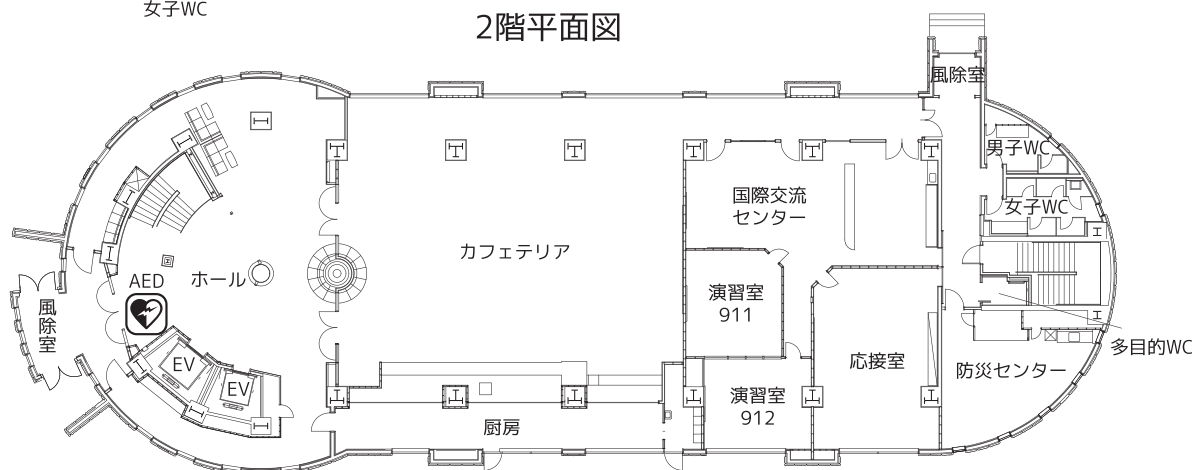 女子WC
2階平面図
風除室
男子WC
女子WC
国際交流
センター
カフェテリア
ホール
AED
風除室
EV
EV
演習室
911
演習室
912
応接室
防災センター
多目的WC
厨房